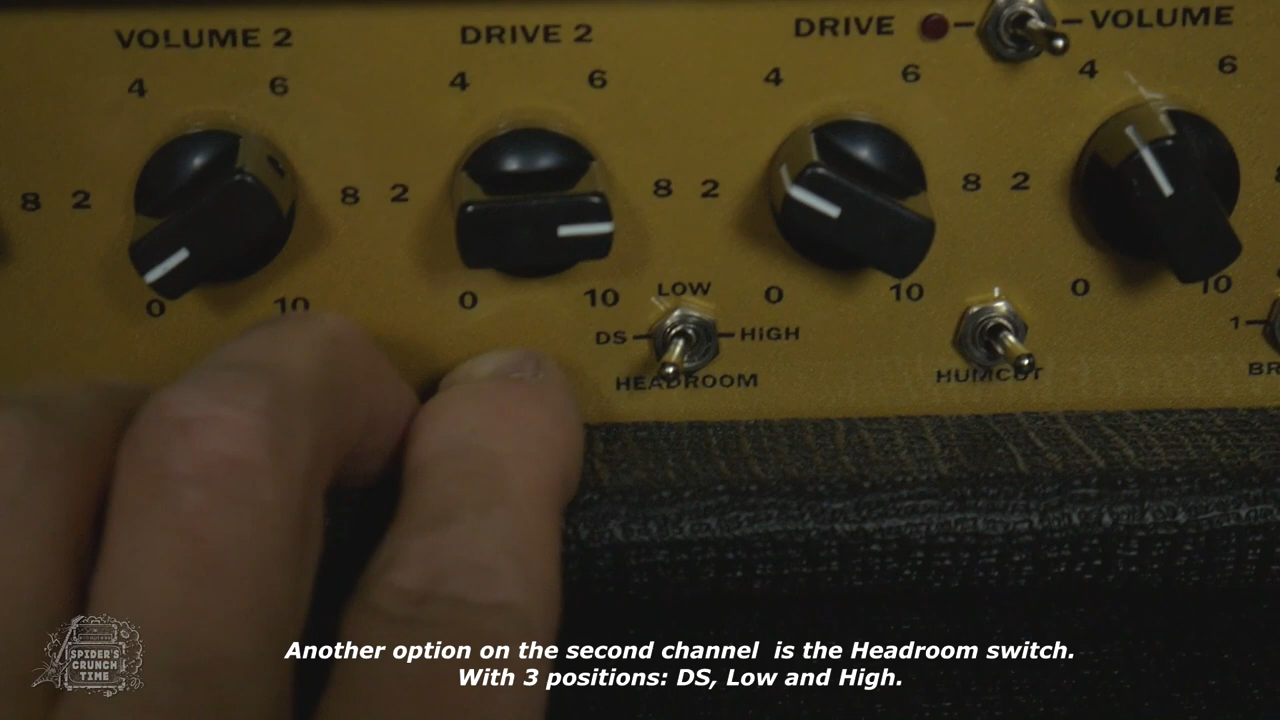 VOLUME 2
DRIVE 2
DRIVE
VOLUME
4 6
4 6
4 6
4 6
8 2
8 2
8 2
8 2
0 10
0 10
0 10
0 10
LOW
DS HiGH
HEADROOM
HUMCUT
1
BR
SPIDER'S
CRUNCH
TIME
Another option on the second channel  is the Headroom switch.
With 3 positions: DS, Low and High.